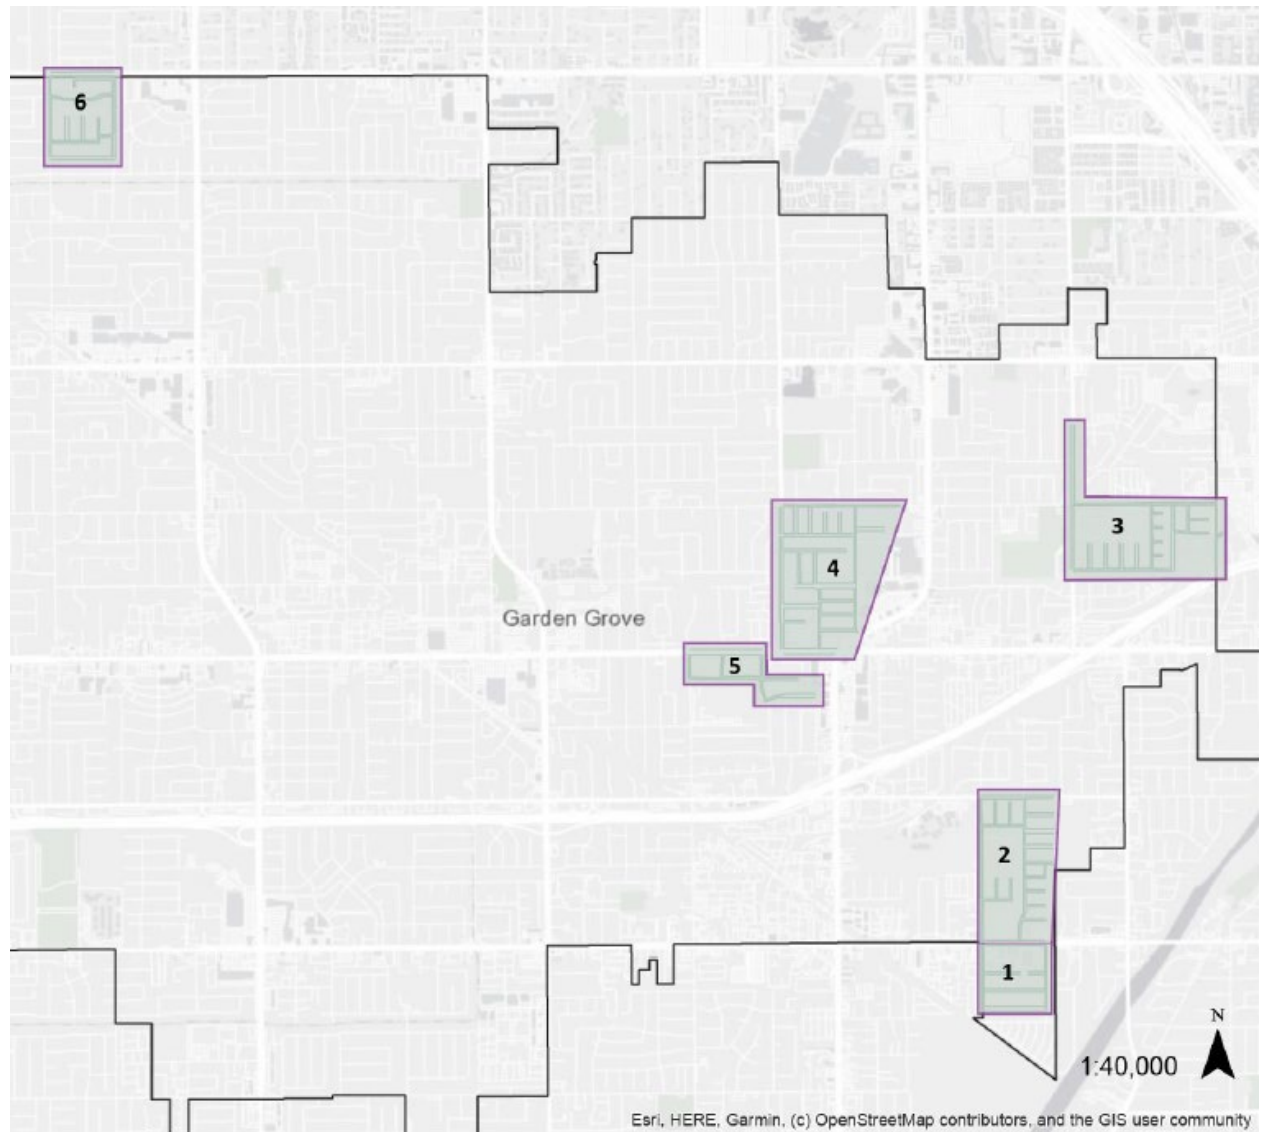 6
3
4
Garden Grove
5
2
1
N
1:40,000
Esri, HERE, Garmin, (c) OpenStreetMap contributors, and the GIS user community